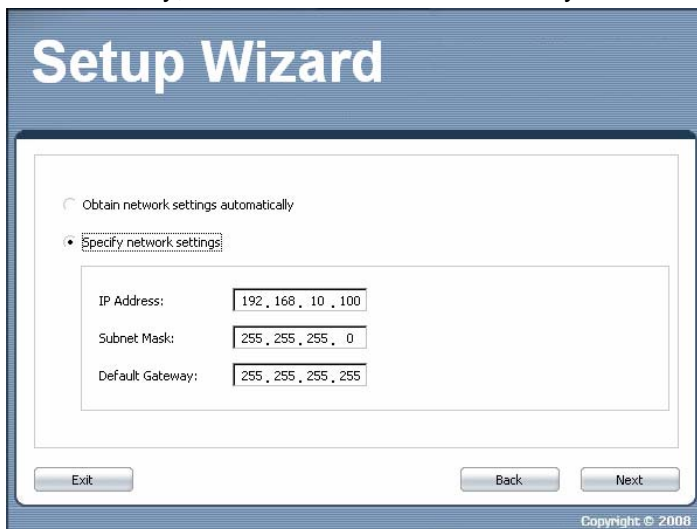 Setup Wizard
Obtain network settings automatically
Specify network settings
IP Address: 192 . 168 . 10 . 100
Subnet Mask: 255 . 255 . 255 . 0
Default Gateway: 255 . 255 . 255 . 255
Exit Back Next
Copyright © 2008